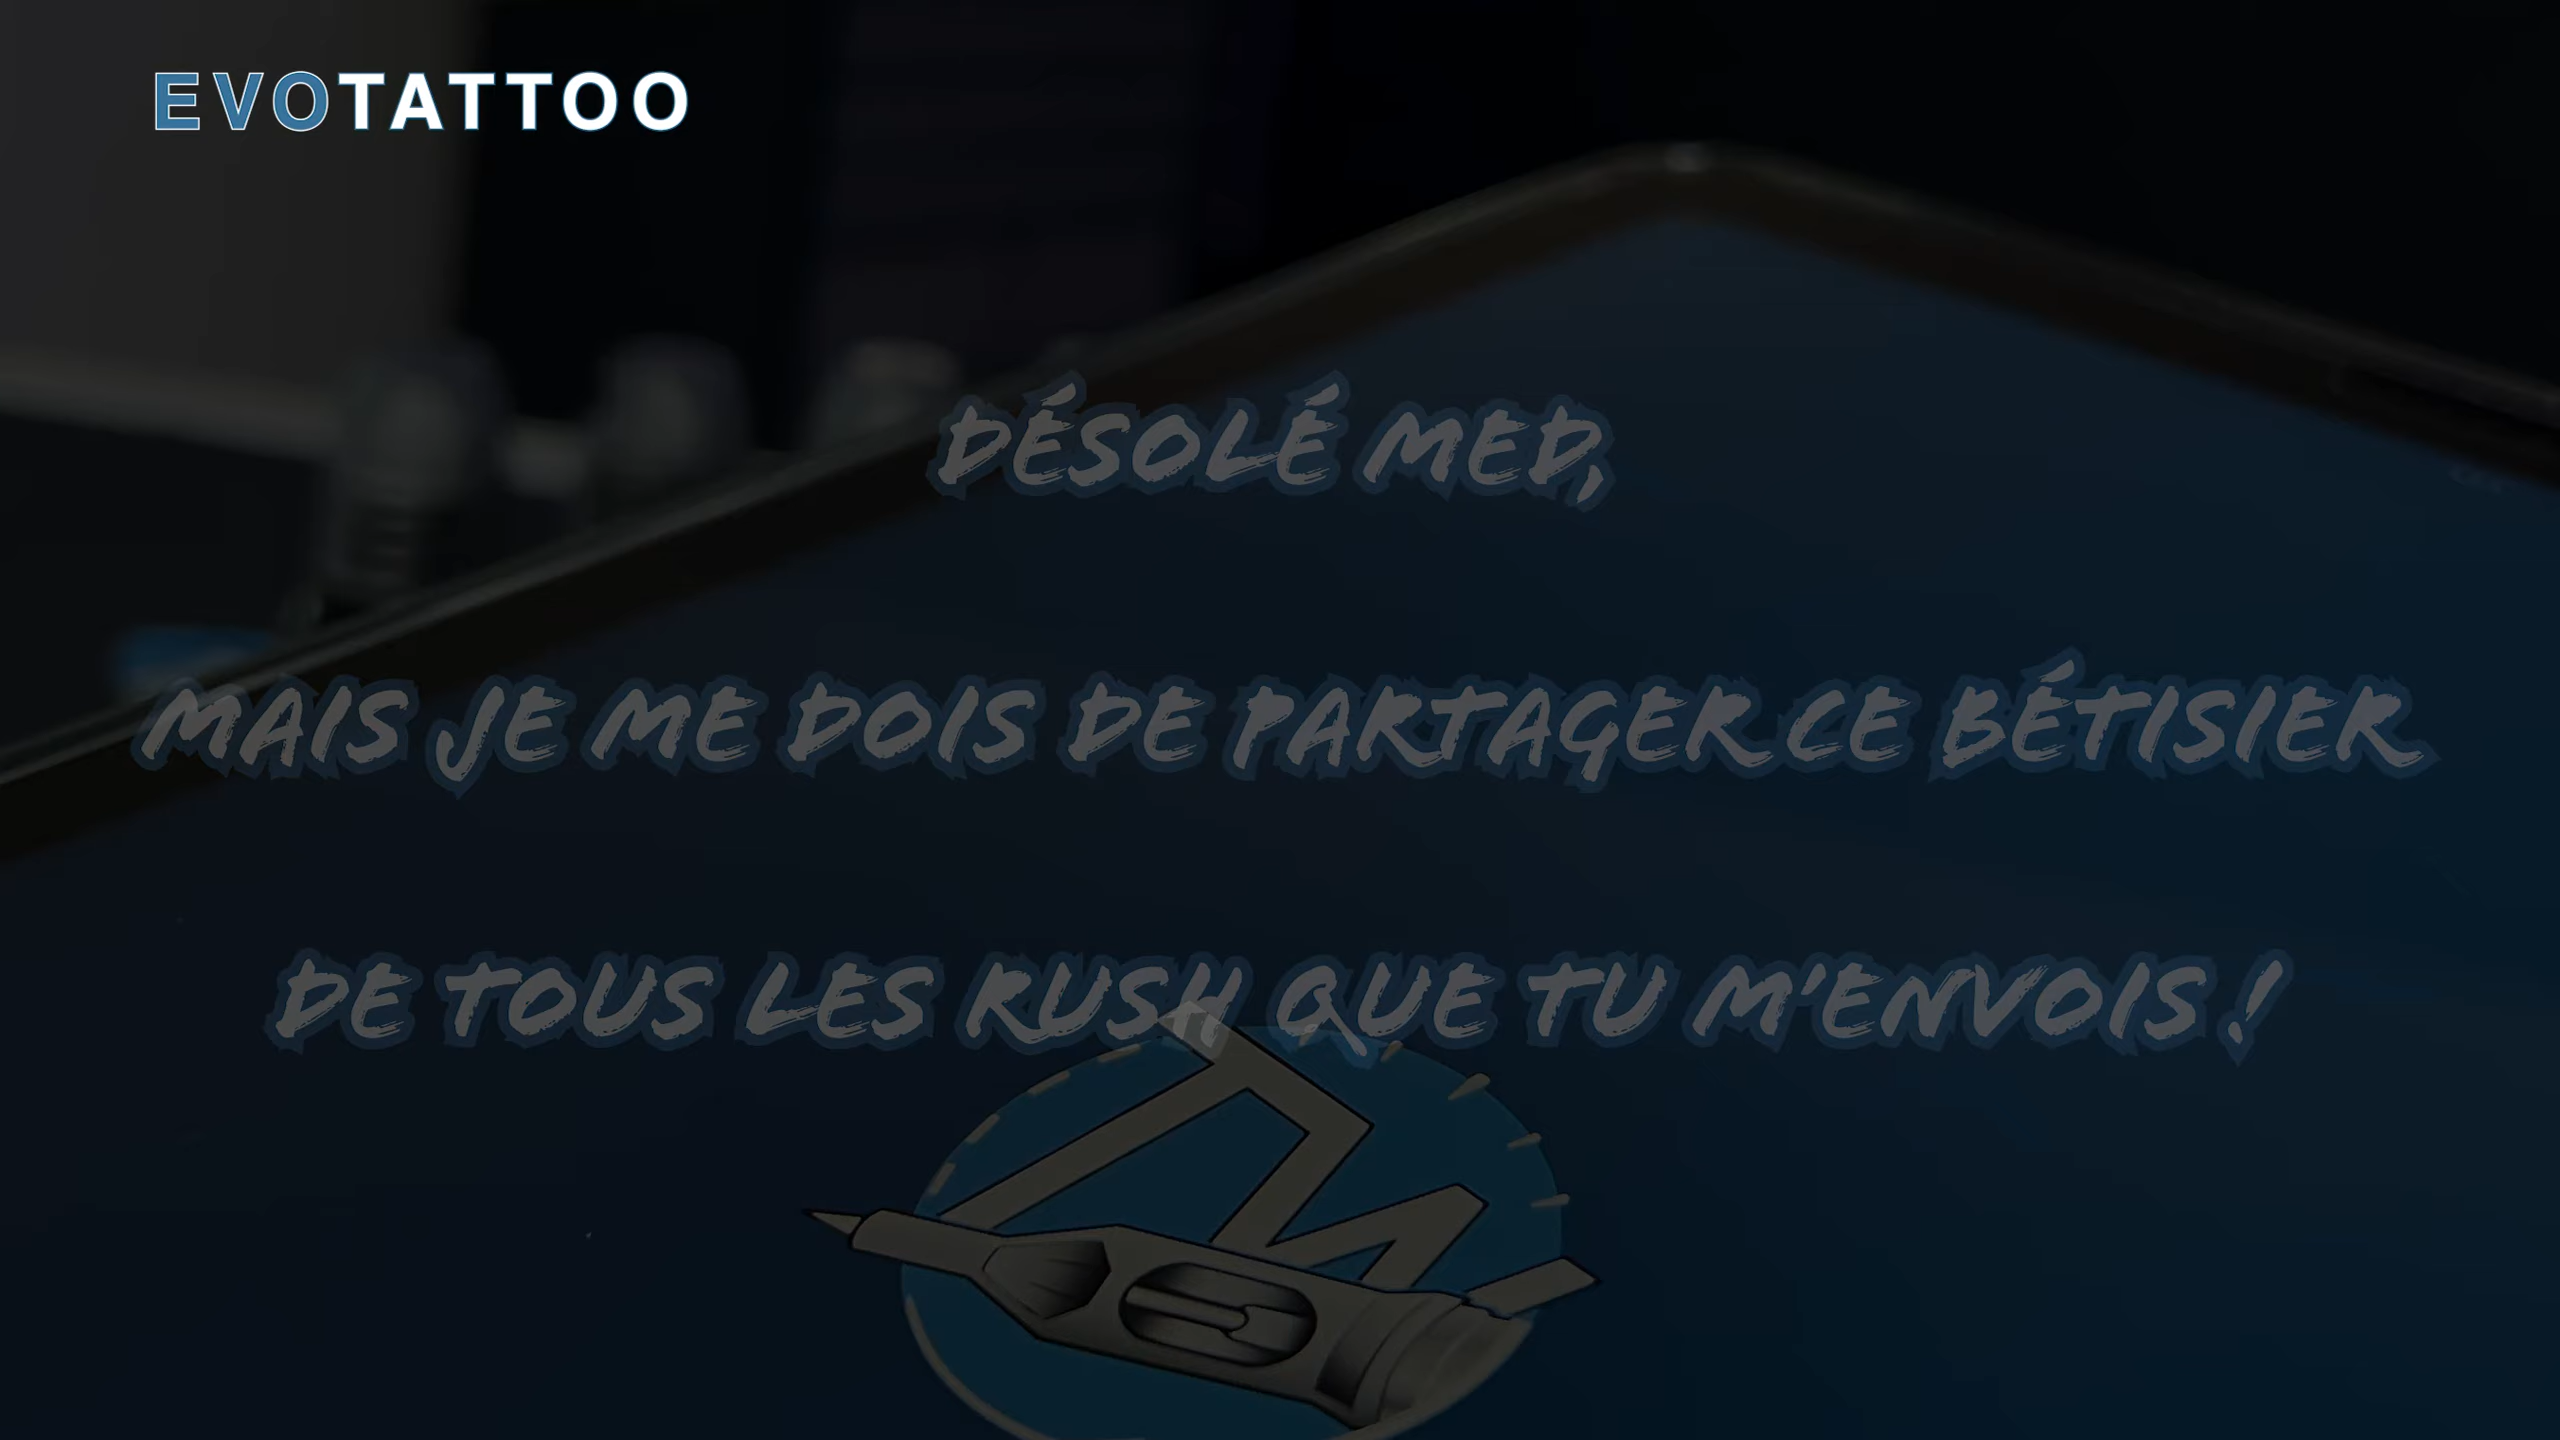 EVOTATTOO
DÉSOLÉ MED,
MAIS JE ME DOIS DE PARTAGER CE BÉTISIER
DE TOUS LES RUSH QUE TU M'ENVOIS !